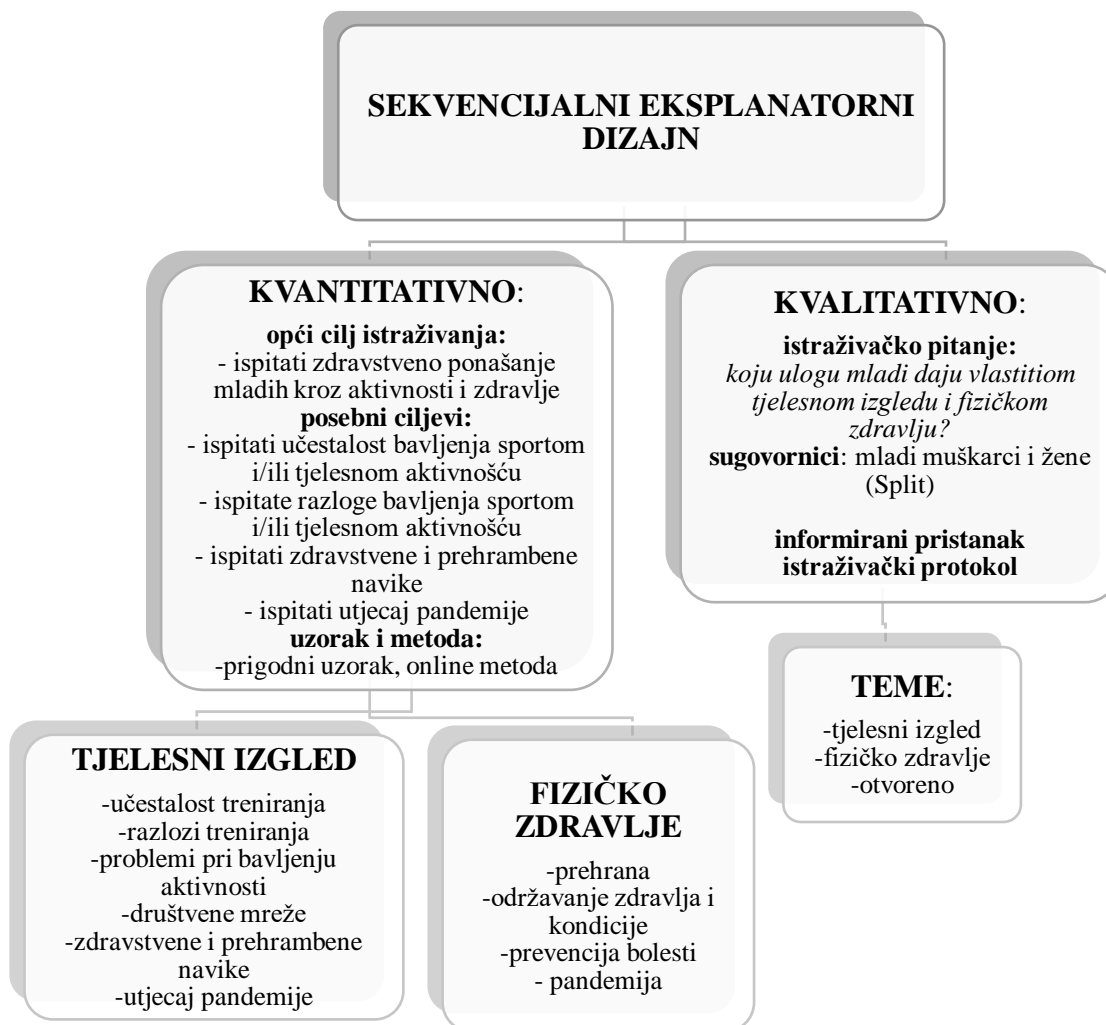 SEKVENCIJALNI EKSPLANATORNI
DIZAJN
KVANTITATIVNO:
opći cilj istraživanja:
- ispitati zdravstveno ponašanje
mladih kroz aktivnosti i zdravlje
posebni ciljevi:
- ispitati učestalost bavljenja sportom
i/ili tjelesnom aktivnošću
- ispitate razloge bavljenja sportom
i/ili tjelesnom aktivnošću
- ispitati zdravstvene i prehrambene
navike
- ispitati utjecaj pandemije
uzorak i metoda:
-prigodni uzorak, online metoda
KVALITATIVNO:
istraživačko pitanje:
koju ulogu mladi daju vlastitiom
tjelesnom izgledu i fizičkom
zdravlju?
sugovornici: mladi muškarci i žene
(Split)
informirani pristanak
istraživački protokol
TJELESNI IZGLED
-učestalost treniranja
-razlozi treniranja
-problemi pri bavljenju
aktivnosti
-društvene mreže
-zdravstvene i prehrambene
navike
-utjecaj pandemije
FIZIČKO
ZDRAVLJE
-prehrana
-održavanje zdravlja i
kondicije
-prevencija bolesti
- pandemija
TEME:
-tjelesni izgled
-fizičko zdravlje
-otvoreno